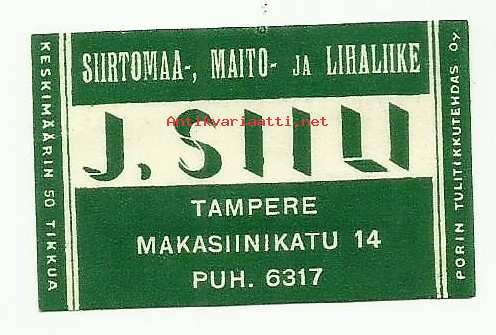 SIIRTOMAA-, MAITO- JA LIHALIIKE
Antikvariaatti.net
J. SIILI
TAMPERE
MAKASIINIKATU 14
PUH. 6317
KESKIMÄÄRIN 50 TIKKUA
PORIN TULITIKKUTEHDAS Oy